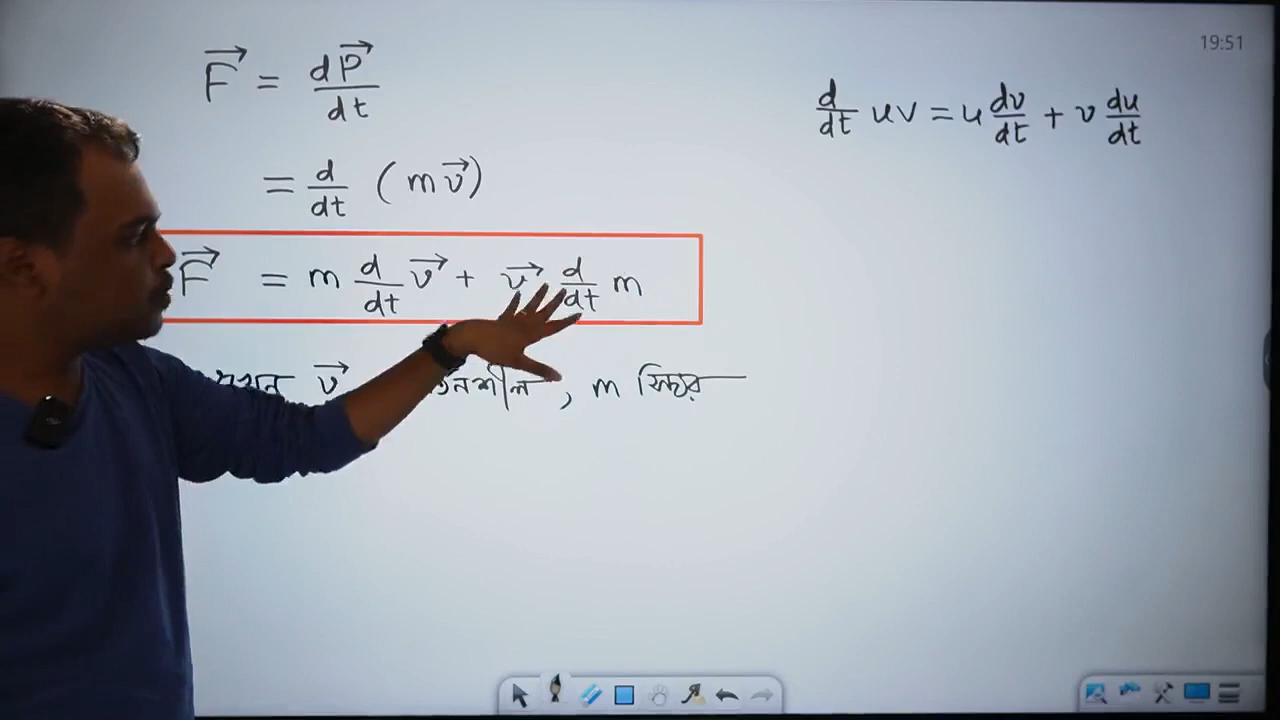 19:51
F⃗ = dP⃗/dt
d/dt uv = u dv/dt + v du/dt
= d/dt (mv⃗)
F⃗ = m d/dt v⃗ + v⃗ d/dt m
v⃗ , m স্থির